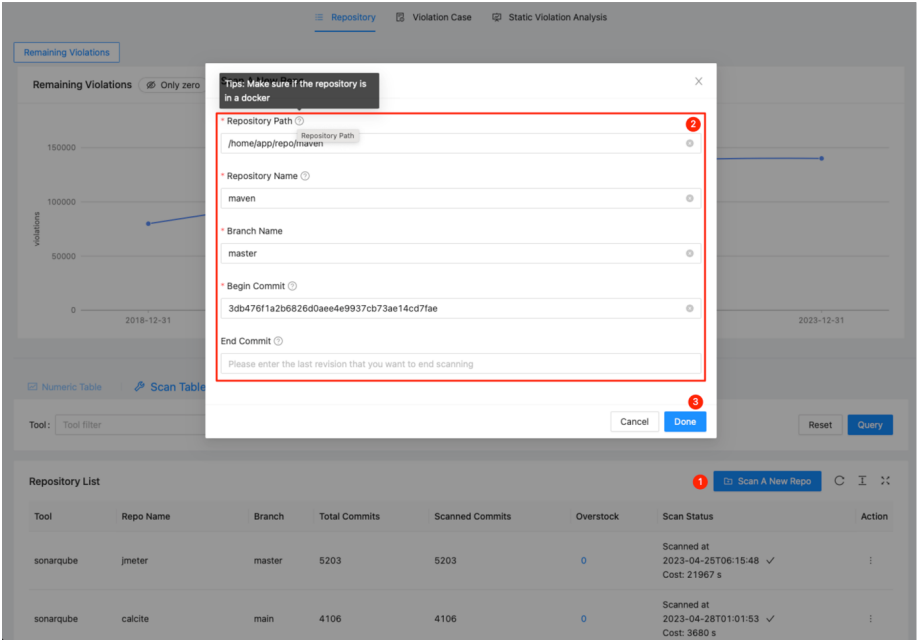 Repository
Violation Case
Static Violation Analysis
Remaining Violations
Remaining Violations
Only zero
Tips: Make sure if the repository is
in a docker
* Repository Path
2
Repository Path
/home/app/repo/maven
* Repository Name
maven
* Branch Name
master
* Begin Commit
3db476f1a2b6826d0aee4e9937cb73ae14cd7fae
End Commit
Please enter the last revision that you want to end scanning
3
Cancel
Done
violations
150000
100000
50000
0
2018-12-31
2023-12-31
Numeric Table
Scan Table
Tool :
Tool filter
Reset
Query
Repository List
1
Scan A New Repo
Tool Repo Name Branch Total Commits Scanned Commits Overstock Scan Status Action
sonarqube jmeter master 5203 5203 0 Scanned at
2023-04-25T06:15:48
Cost: 21967 s
sonarqube calcite main 4106 4106 0 Scanned at
2023-04-28T01:01:53
Cost: 3680 s